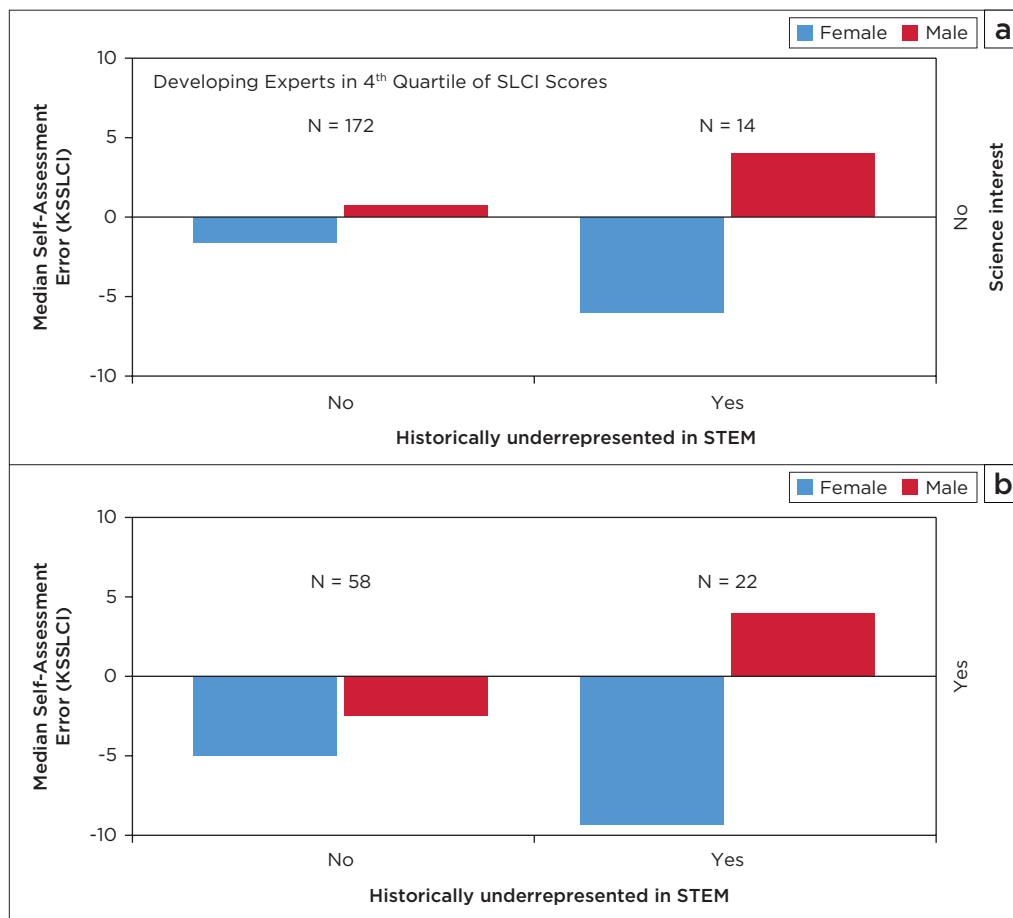 Female Male
a
Developing Experts in 4th Quartile of SLCI Scores
N = 172
N = 14
10
5
0
-5
-10
Median Self-Assessment
Error (KSSLCI)
No
Science interest
No
Yes
Historically underrepresented in STEM
Female Male
b
N = 58
N = 22
10
5
0
-5
-10
Median Self-Assessment
Error (KSSLCI)
Yes
No
Yes
Historically underrepresented in STEM